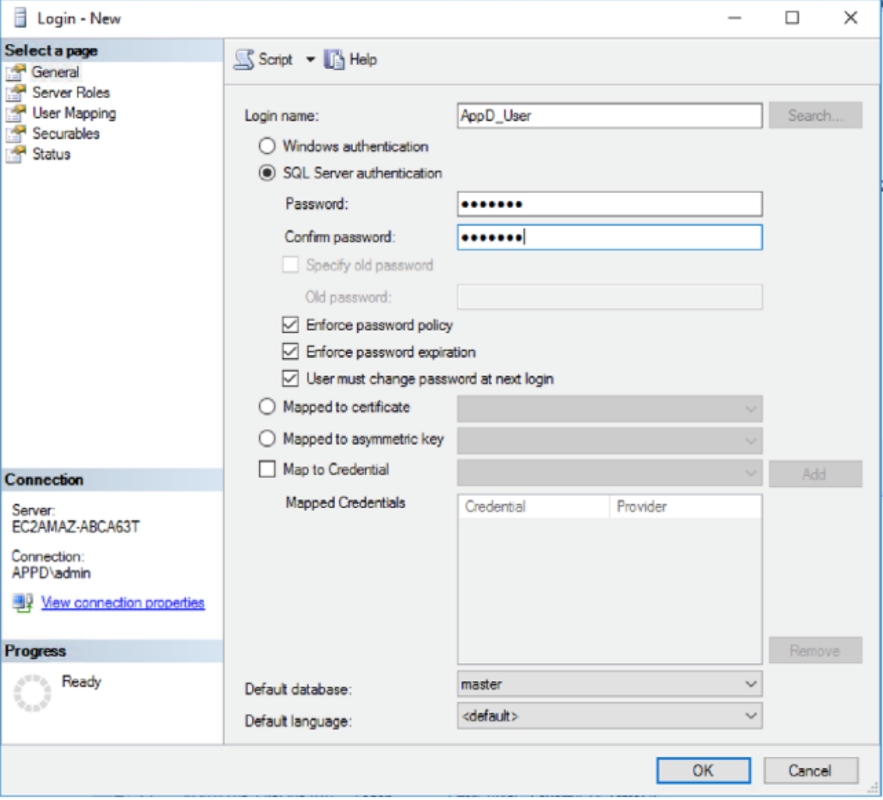 Login - New
Select a page
General
Server Roles
User Mapping
Securables
Status
Connection
Server:
EC2AMAZ-ABCA63T
Connection:
APPD\admin
View connection properties
Progress
Ready
Script Help
Login name: AppD_User Search...
Windows authentication
SQL Server authentication
Password: •••••••
Confirm password: •••••••
Specify old password
Old password:
Enforce password policy
Enforce password expiration
User must change password at next login
Mapped to certificate
Mapped to asymmetric key
Map to Credential Add
Mapped Credentials Credential Provider
Remove
Default database: master
Default language: <default>
OK Cancel